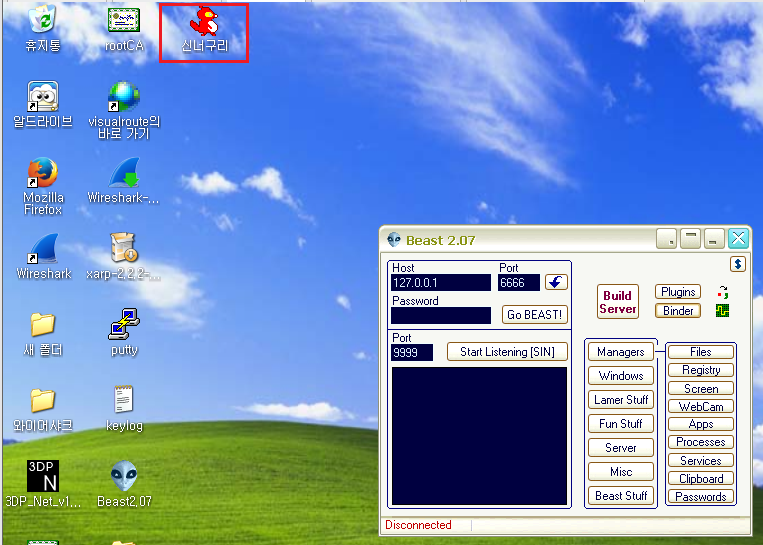 휴지통
rootCA
신너구리
알드라이브
visualroute의
바로 가기
Mozilla
Firefox
Wireshark-...
Wireshark
xarp-2.2.2-...
새 폴더
putty
와이어샤크
keylog
3DP
N
3DP_Net_v1...
Beast2.07
Beast 2.07
Host
Port
127.0.0.1
6666
Password
Go BEAST!
Port
9999
Start Listening [SIN]
Build
Server
Plugins
Binder
Managers
Windows
Lamer Stuff
Fun Stuff
Server
Misc
Beast Stuff
Files
Registry
Screen
WebCam
Apps
Processes
Services
Clipboard
Passwords
Disconnected